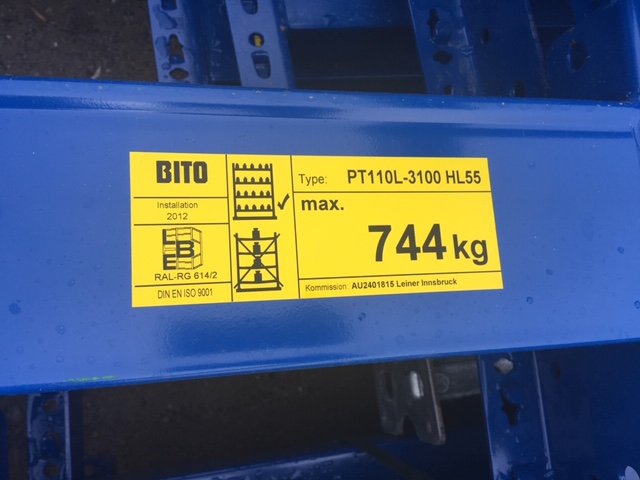 BITO
Installation
2012
LBE
RAL-RG 614/2
DIN EN ISO 9001
Type: PT110L-3100 HL55
max.
744 kg
Kommission: AU2401815 Leiner Innsbruck